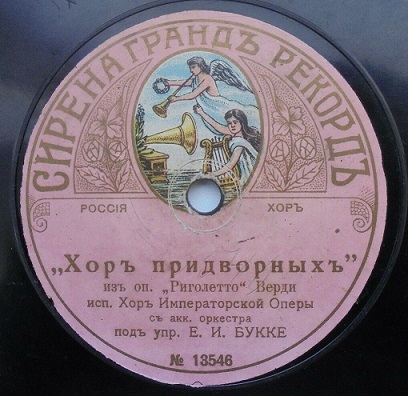 СИРЕНА ГРАНДЪ РЕКОРДЪ
РОССІЯ ХОРЪ
„Хоръ придворныхъ”
изъ оп. „Риголетто“ Верди
исп. Хоръ Императорской Оперы
съ акк. оркестра
подъ упр. Е. И. БУККЕ
№ 13546